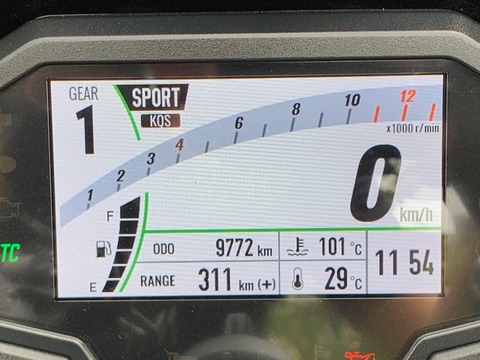 GEAR
1
SPORT
KQS
1 2 3 4 6 8 10 12
x1000 r/min
0
km/h
F
E
TC
ODO 9772 km
101 °C
RANGE 311 km (+)
29 °C
11 54